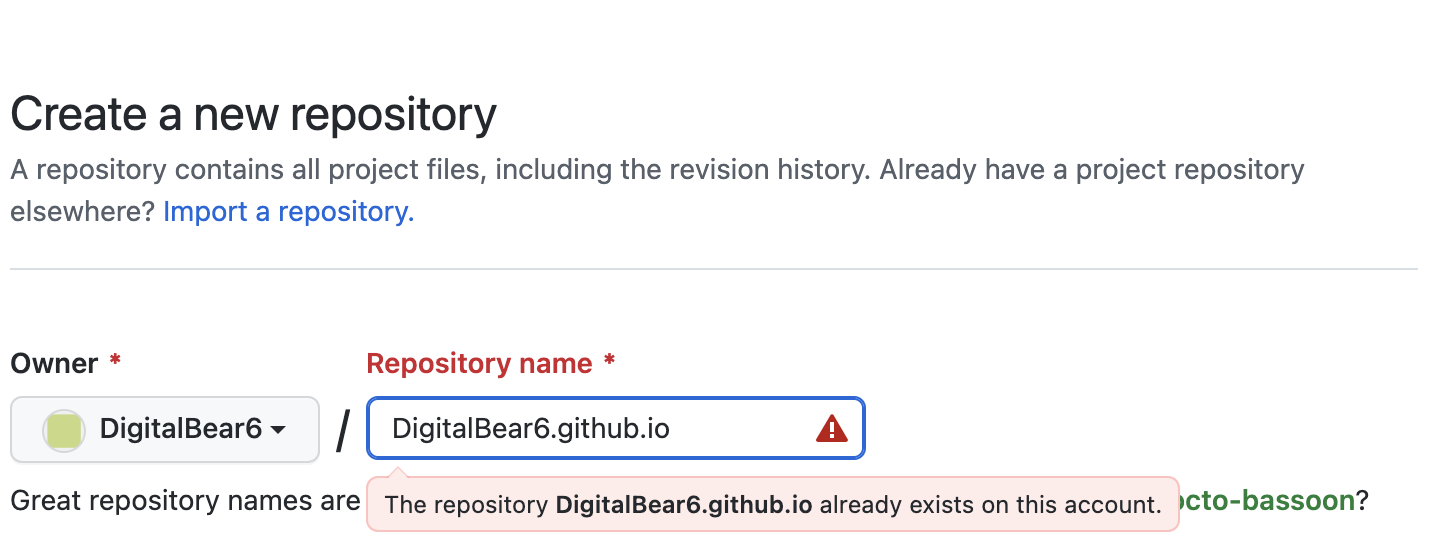 Create a new repository
A repository contains all project files, including the revision history. Already have a project repository
elsewhere? Import a repository.
Owner * Repository name *
DigitalBear6 / DigitalBear6.github.io
Great repository names are cto-bassoon?
The repository DigitalBear6.github.io already exists on this account.